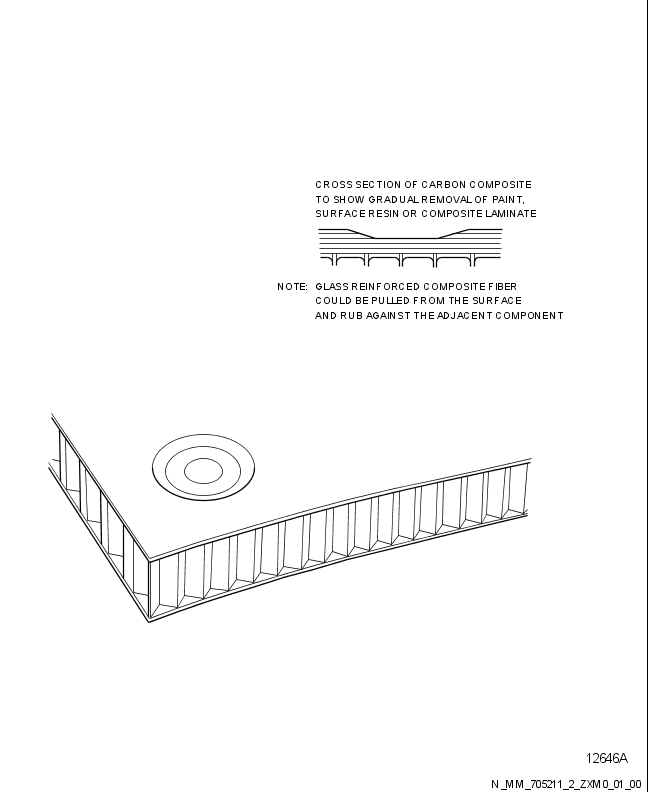 CROSS SECTION OF CARBON COMPOSITE
TO SHOW GRADUAL REMOVAL OF PAINT,
SURFACE RESIN OR COMPOSITE LAMINATE
NOTE: GLASS REINFORCED COMPOSITE FIBER
COULD BE PULLED FROM THE SURFACE
AND RUB AGAINST THE ADJACENT COMPONENT
12646A
N_MM_705211_2_ZXM0_01_00